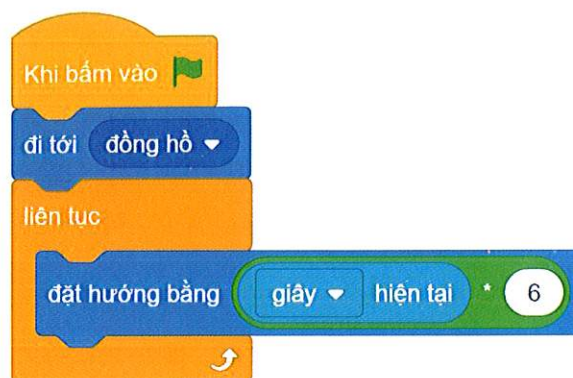 Khi bấm vào
đi tới đồng hồ
liên tục
đặt hướng bằng giây hiện tại * 6